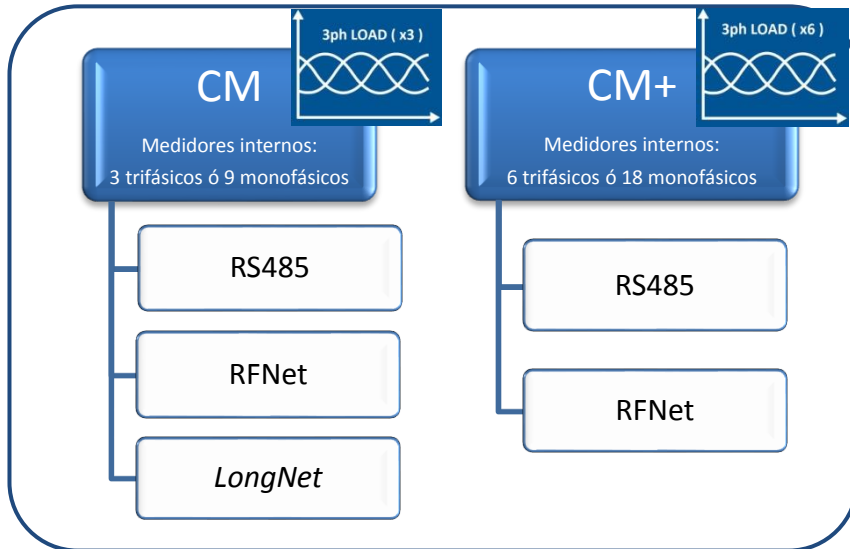 3ph LOAD ( x3 )
CM
Medidores internos:
3 trifásicos ó 9 monofásicos
RS485
RFNet
LongNet
3ph LOAD ( x6 )
CM+
Medidores internos:
6 trifásicos ó 18 monofásicos
RS485
RFNet